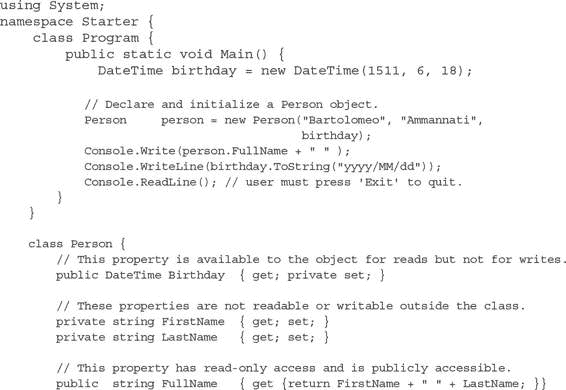 using System;
namespace Starter {
class Program {
public static void Main() {
DateTime birthday = new DateTime(1511, 6, 18);
// Declare and initialize a Person object.
Person person = new Person("Bartolomeo", "Ammannati",
birthday);
Console.Write(person.FullName + " " );
Console.WriteLine(birthday.ToString("yyyy/MM/dd"));
Console.ReadLine(); // user must press 'Exit' to quit.
}
}
class Person {
// This property is available to the object for reads but not for writes.
public DateTime Birthday { get; private set; }
// These properties are not readable or writable outside the class.
private string FirstName { get; set; }
private string LastName { get; set; }
// This property has read-only access and is publicly accessible.
public string FullName { get {return FirstName + " " + LastName; }}